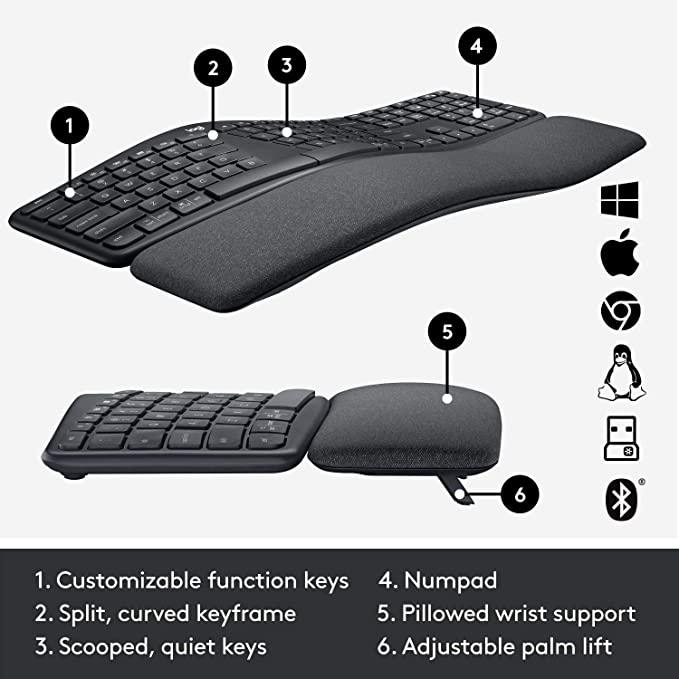 1
2
3
4
logi
5
6
®
1. Customizable function keys
2. Split, curved keyframe
3. Scooped, quiet keys
4. Numpad
5. Pillowed wrist support
6. Adjustable palm lift